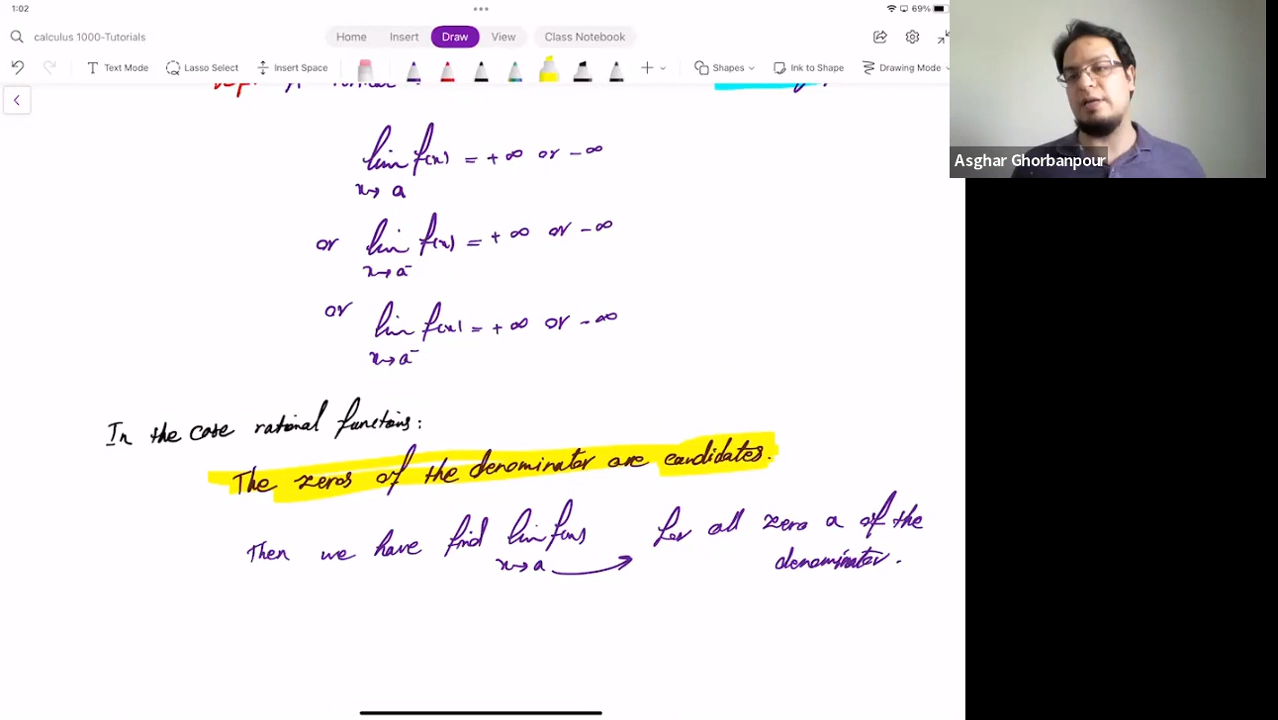 1:02
69%
calculus 1000-Tutorials
Home Insert Draw View Class Notebook
Text Mode Lasso Select Insert Space Shapes Ink to Shape Drawing Mode
Asghar Ghorbanpour
lim f(x) = +∞ or -∞
x→a
or lim f(x) = +∞ or -∞
x→a⁻
or lim f(x) = +∞ or -∞
x→a⁻
In the case rational functions:
The zeros of the denominator are candidates.
Then we have find lim f(x) for all zero a of the
x→a denominator.